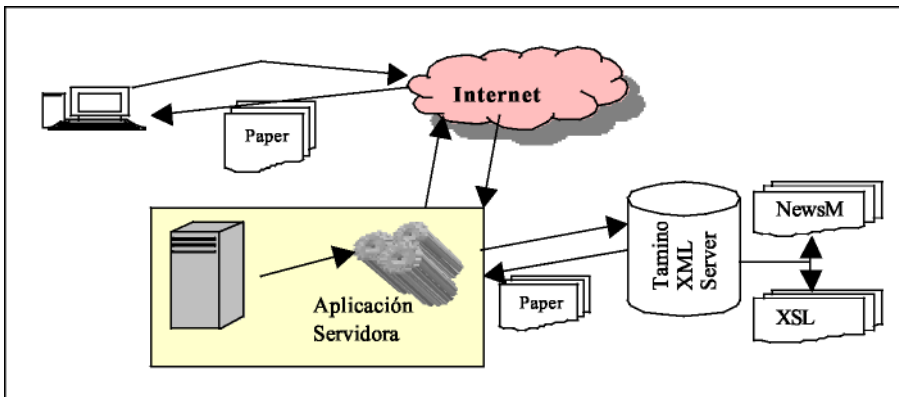 Internet
Paper
NewsM
Tamino
XML
Server
Paper
XSL
Aplicación
Servidora